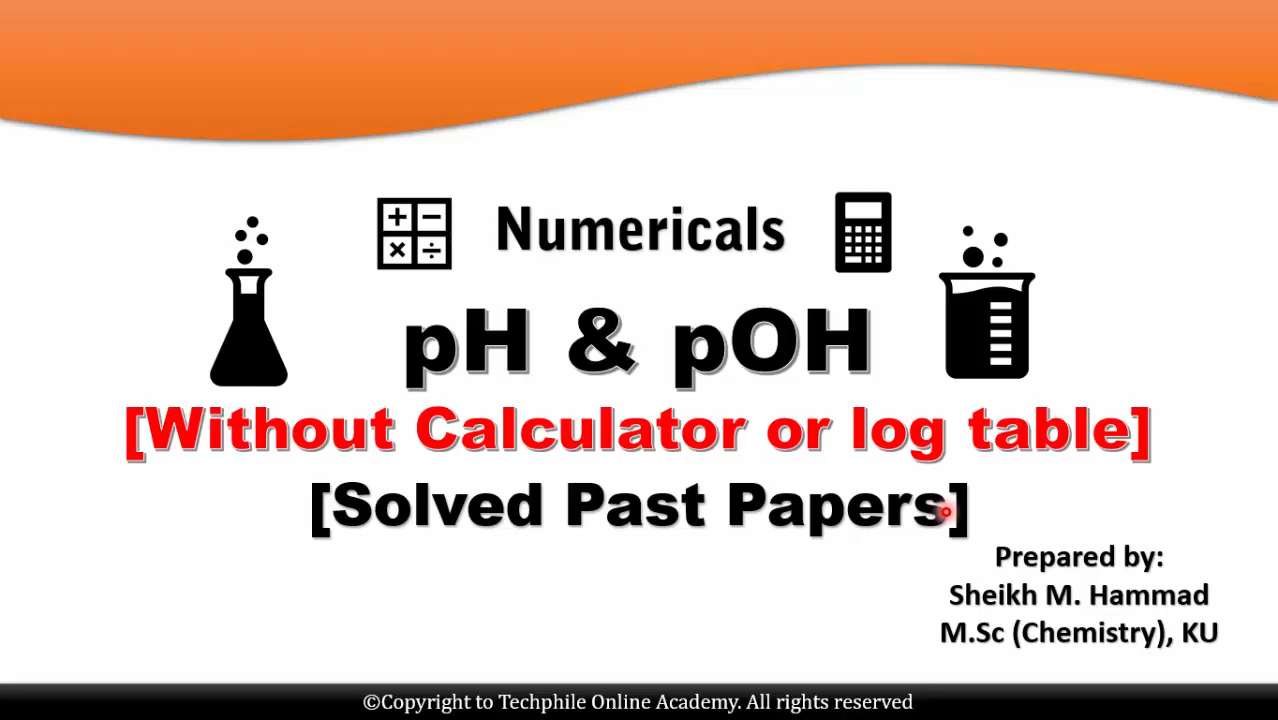 Numericals
pH & pOH
[Without Calculator or log table]
[Solved Past Papers]
Prepared by:
Sheikh M. Hammad
M.Sc (Chemistry), KU
©Copyright to Techphile Online Academy. All rights reserved